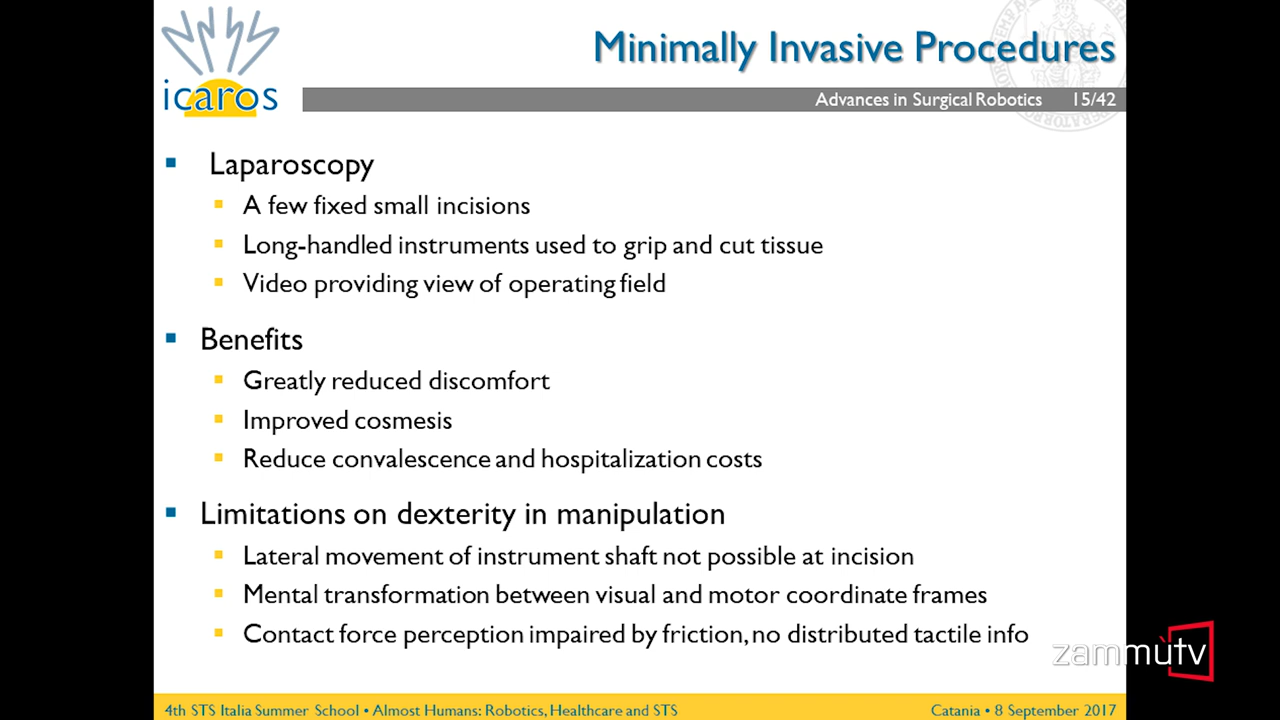 icaros
Minimally Invasive Procedures
Advances in Surgical Robotics 15/42
Laparoscopy
A few fixed small incisions
Long-handled instruments used to grip and cut tissue
Video providing view of operating field
Benefits
Greatly reduced discomfort
Improved cosmesis
Reduce convalescence and hospitalization costs
Limitations on dexterity in manipulation
Lateral movement of instrument shaft not possible at incision
Mental transformation between visual and motor coordinate frames
Contact force perception impaired by friction, no distributed tactile info
zammùtv
4th STS Italia Summer School • Almost Humans: Robotics, Healthcare and STS
Catania • 8 September 2017